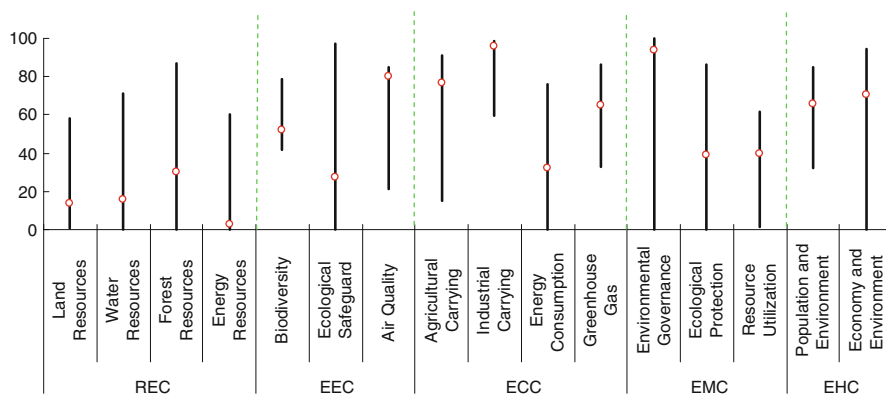 100
80
60
40
20
0
Land
Resources
Water
Resources
Forest
Resources
Energy
Resources
Biodiversity
Ecological
Safeguard
Air Quality
Agricultural
Carrying
Industrial
Carrying
Energy
Consumption
Greenhouse
Gas
Environmental
Governance
Ecological
Protection
Resource
Utilization
Population and
Environment
Economy and
Environment
REC
EEC
ECC
EMC
EHC